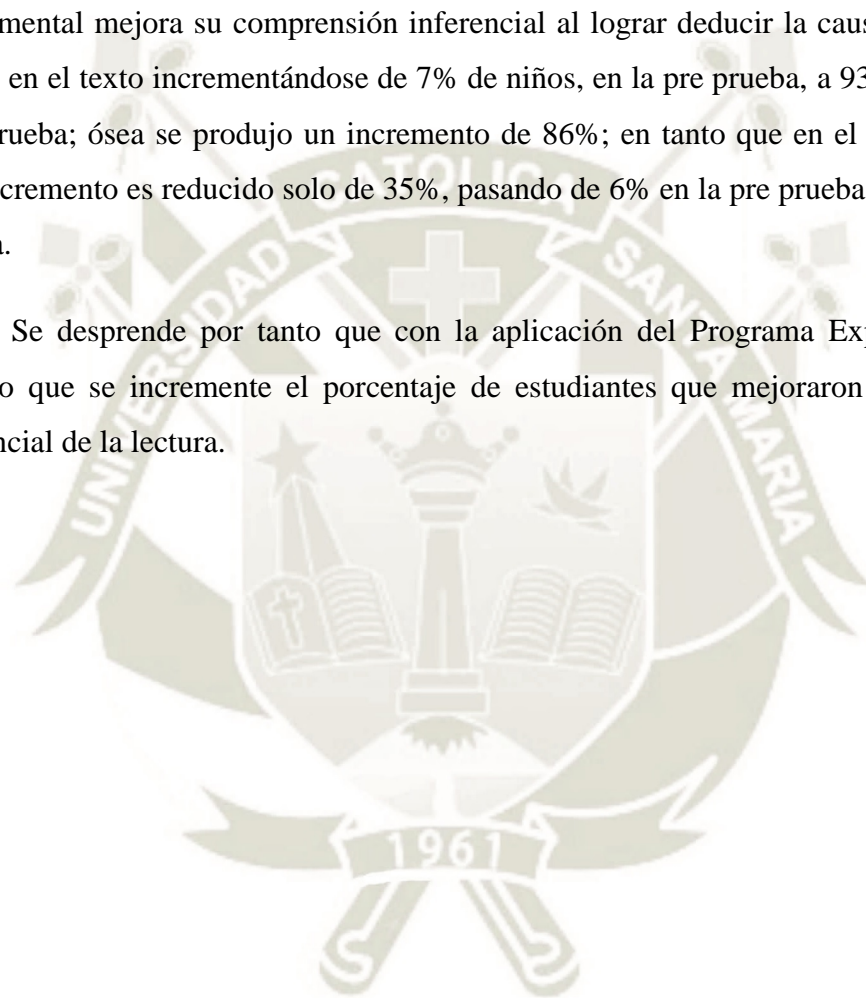 mental mejora su comprensión inferencial al lograr deducir la caus
en el texto incrementándose de 7% de niños, en la pre prueba, a 93
rueba; ósea se produjo un incremento de 86%; en tanto que en el
cremento es reducido solo de 35%, pasando de 6% en la pre prueba
a.
Se desprende por tanto que con la aplicación del Programa Exp
o que se incremente el porcentaje de estudiantes que mejoraron
ncial de la lectura.
UNIVERSIDAD CATOLICA SANTA MARIA
1961